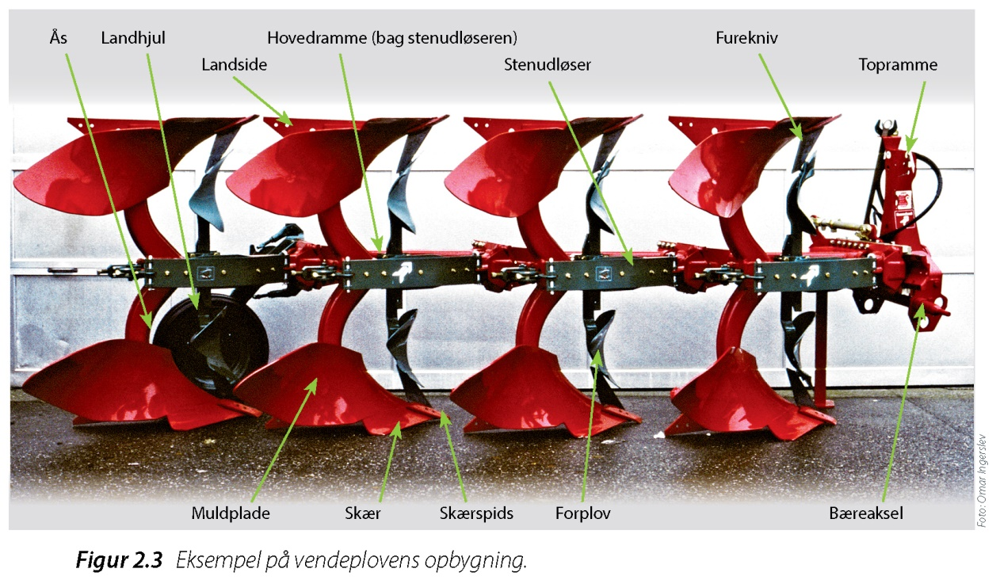 Ås Landhjul Hovedramme (bag stenudløseren) Furekniv
Landside Stenudløser Topramme
Muldplade Skær Skærspids Forplov Bæreaksel
Foto: Omar Ingerslev
Figur 2.3 Eksempel på vendeplovens opbygning.